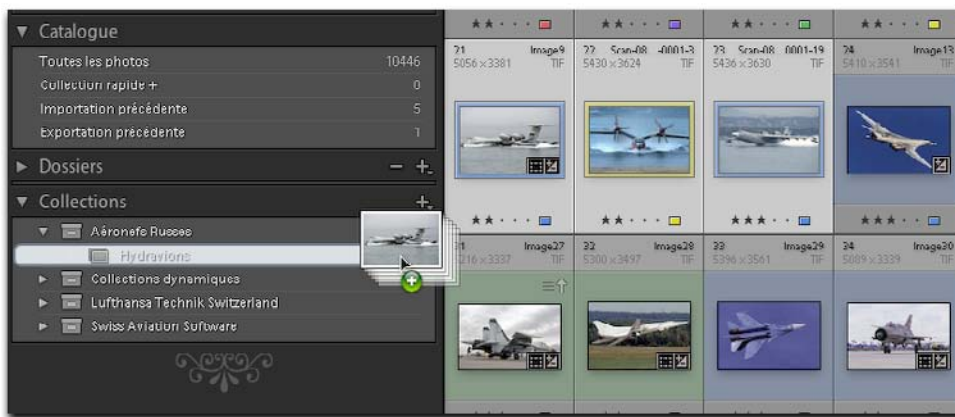 Catalogue
Toutes les photos 10446
Collection rapide + 0
Importation précédente 5
Exportation précédente 1
Dossiers
Collections
Aéronefs Russes
Hydravions
Collections dynamiques
Lufthansa Technik Switzerland
Swiss Aviation Software
21 Image9
5056 x 3381 TIF
22 Scan-08 -0001-3
5430 x 3624 TIF
23 Scan-08 0001-19
5436 x 3630 TIF
24 Image13
5410 x 3541 TIF
31 Image27
5216 x 3337 TIF
32 Image28
5300 x 3497 TIF
33 Image29
5396 x 3561 TIF
34 Image30
5089 x 3339 TIF